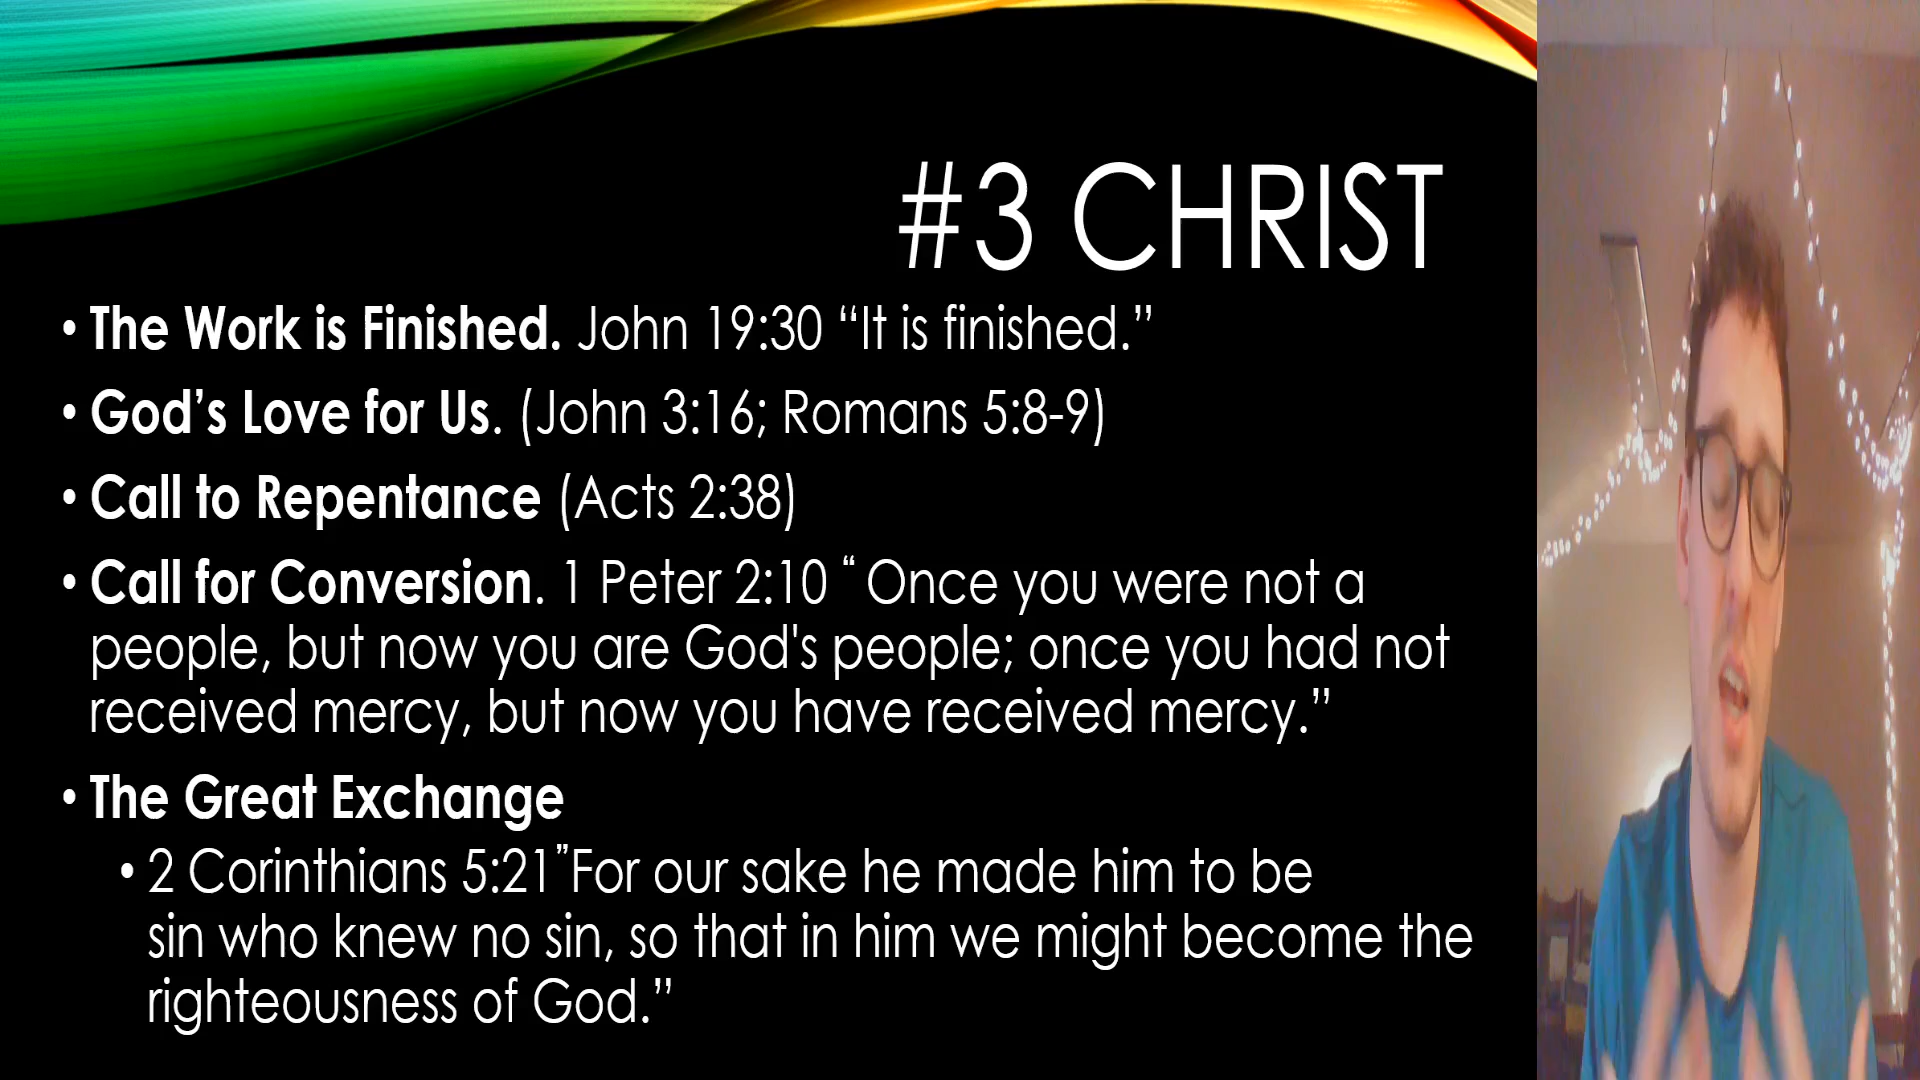 #3 CHRIST
• The Work is Finished. John 19:30 “It is finished.”
• God’s Love for Us. (John 3:16; Romans 5:8-9)
• Call to Repentance (Acts 2:38)
• Call for Conversion. 1 Peter 2:10 “ Once you were not a
people, but now you are God's people; once you had not
received mercy, but now you have received mercy.”
• The Great Exchange
• 2 Corinthians 5:21”For our sake he made him to be
sin who knew no sin, so that in him we might become the
righteousness of God.”